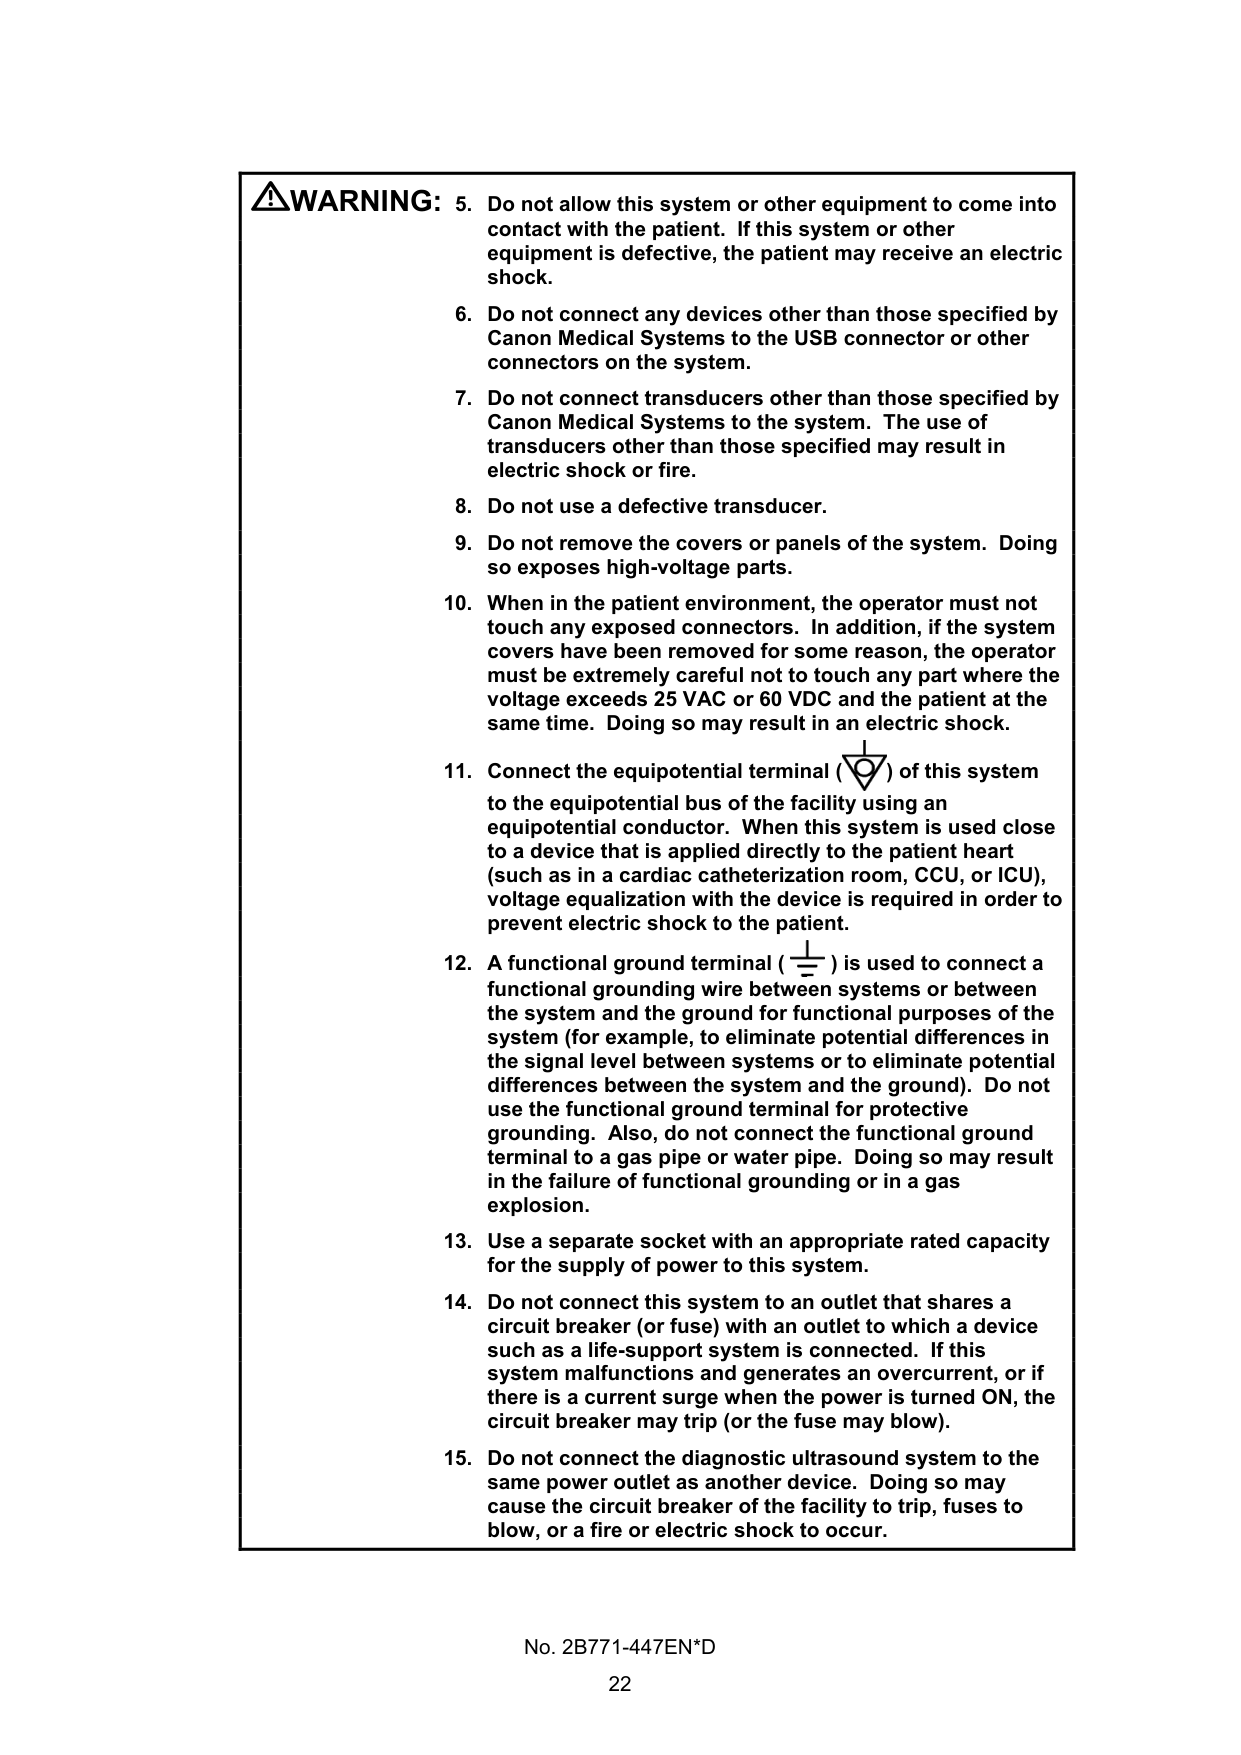 ⚠WARNING: 5. Do not allow this system or other equipment to come into
contact with the patient.  If this system or other
equipment is defective, the patient may receive an electric
shock.
6. Do not connect any devices other than those specified by
Canon Medical Systems to the USB connector or other
connectors on the system.
7. Do not connect transducers other than those specified by
Canon Medical Systems to the system.  The use of
transducers other than those specified may result in
electric shock or fire.
8. Do not use a defective transducer.
9. Do not remove the covers or panels of the system.  Doing
so exposes high-voltage parts.
10. When in the patient environment, the operator must not
touch any exposed connectors.  In addition, if the system
covers have been removed for some reason, the operator
must be extremely careful not to touch any part where the
voltage exceeds 25 VAC or 60 VDC and the patient at the
same time.  Doing so may result in an electric shock.
11. Connect the equipotential terminal ( ) of this system
to the equipotential bus of the facility using an
equipotential conductor.  When this system is used close
to a device that is applied directly to the patient heart
(such as in a cardiac catheterization room, CCU, or ICU),
voltage equalization with the device is required in order to
prevent electric shock to the patient.
12. A functional ground terminal ( ) is used to connect a
functional grounding wire between systems or between
the system and the ground for functional purposes of the
system (for example, to eliminate potential differences in
the signal level between systems or to eliminate potential
differences between the system and the ground).  Do not
use the functional ground terminal for protective
grounding.  Also, do not connect the functional ground
terminal to a gas pipe or water pipe.  Doing so may result
in the failure of functional grounding or in a gas
explosion.
13. Use a separate socket with an appropriate rated capacity
for the supply of power to this system.
14. Do not connect this system to an outlet that shares a
circuit breaker (or fuse) with an outlet to which a device
such as a life-support system is connected.  If this
system malfunctions and generates an overcurrent, or if
there is a current surge when the power is turned ON, the
circuit breaker may trip (or the fuse may blow).
15. Do not connect the diagnostic ultrasound system to the
same power outlet as another device.  Doing so may
cause the circuit breaker of the facility to trip, fuses to
blow, or a fire or electric shock to occur.
No. 2B771-447EN*D
22